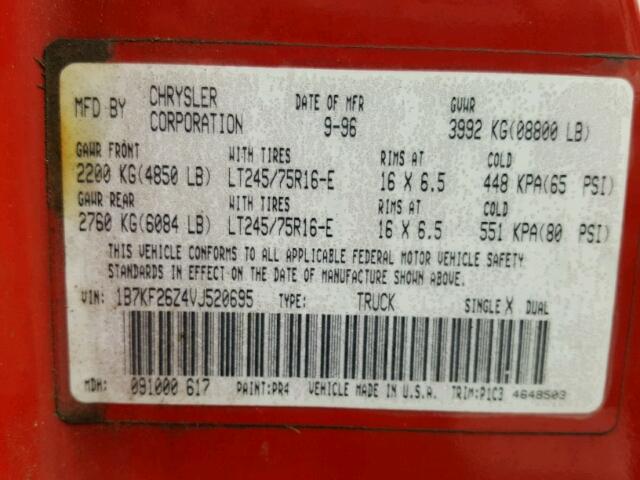 MFD BY CHRYSLER CORPORATION DATE OF MFR 9-96 GVWR 3992 KG(08800 LB)
GAWR FRONT WITH TIRES RIMS AT COLD
2200 KG(4850 LB) LT245/75R16-E 16 X 6.5 448 KPA(65 PSI)
GAWR REAR WITH TIRES RIMS AT COLD
2760 KG(6084 LB) LT245/75R16-E 16 X 6.5 551 KPA(80 PSI)
THIS VEHICLE CONFORMS TO ALL APPLICABLE FEDERAL MOTOR VEHICLE SAFETY
STANDARDS IN EFFECT ON THE DATE OF MANUFACTURE SHOWN ABOVE.
VIN: 1B7KF26Z4VJ520695 TYPE: TRUCK SINGLE X DUAL
MDH: 091000 617 PAINT:PR4 VEHICLE MADE IN U.S.A. TRIM:P1C3 4648503